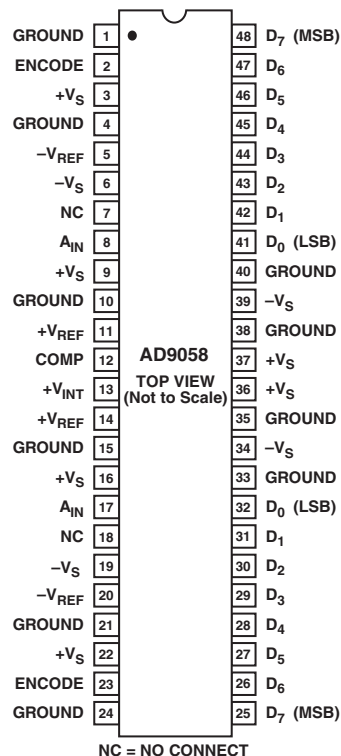 GROUND 1 48 D7 (MSB)
ENCODE 2 47 D6
+VS 3 46 D5
GROUND 4 45 D4
–VREF 5 44 D3
–VS 6 43 D2
NC 7 42 D1
AIN 8 41 D0 (LSB)
+VS 9 40 GROUND
GROUND 10 39 –VS
+VREF 11 38 GROUND
COMP 12 AD9058 37 +VS
+VINT 13 TOP VIEW 36 +VS
+VREF 14 (Not to Scale) 35 GROUND
GROUND 15 34 –VS
+VS 16 33 GROUND
AIN 17 32 D0 (LSB)
NC 18 31 D1
–VS 19 30 D2
–VREF 20 29 D3
GROUND 21 28 D4
+VS 22 27 D5
ENCODE 23 26 D6
GROUND 24 25 D7 (MSB)
NC = NO CONNECT